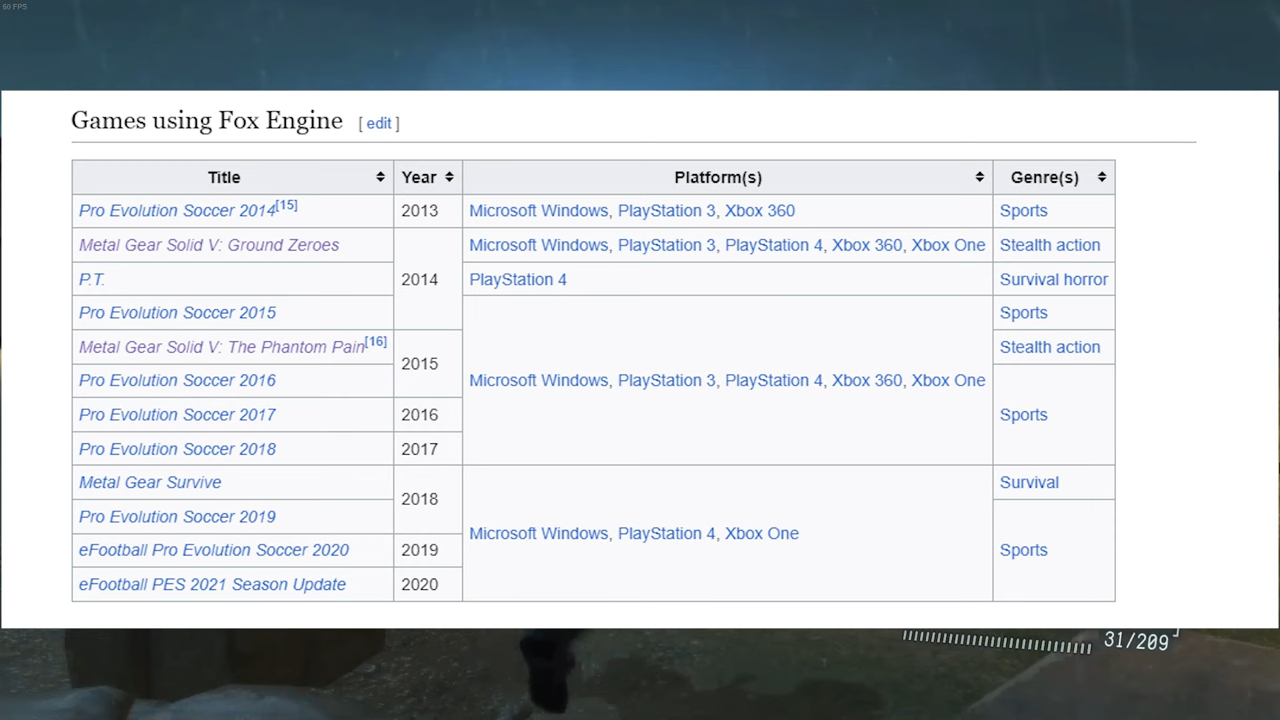 60 FPS
Games using Fox Engine [ edit ]
Title Year Platform(s) Genre(s)
Pro Evolution Soccer 2014[15] 2013 Microsoft Windows, PlayStation 3, Xbox 360 Sports
Metal Gear Solid V: Ground Zeroes Microsoft Windows, PlayStation 3, PlayStation 4, Xbox 360, Xbox One Stealth action
P.T. 2014 PlayStation 4 Survival horror
Pro Evolution Soccer 2015 Sports
Metal Gear Solid V: The Phantom Pain[16] 2015 Stealth action
Pro Evolution Soccer 2016 Microsoft Windows, PlayStation 3, PlayStation 4, Xbox 360, Xbox One
Pro Evolution Soccer 2017 2016 Sports
Pro Evolution Soccer 2018 2017
Metal Gear Survive 2018 Survival
Pro Evolution Soccer 2019 Microsoft Windows, PlayStation 4, Xbox One
eFootball Pro Evolution Soccer 2020 2019 Sports
eFootball PES 2021 Season Update 2020
31/209